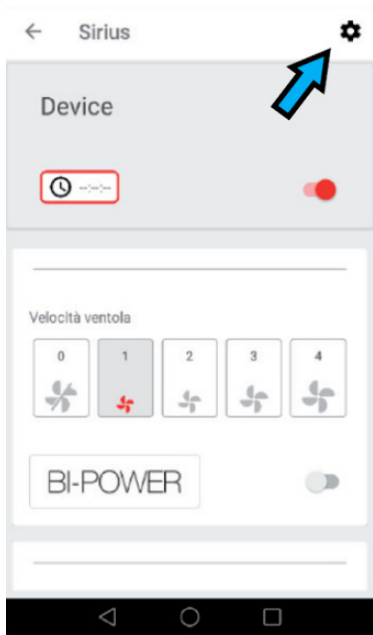 Sirius
Device
--:--:--
Velocità ventola
0 1 2 3 4
BI-POWER